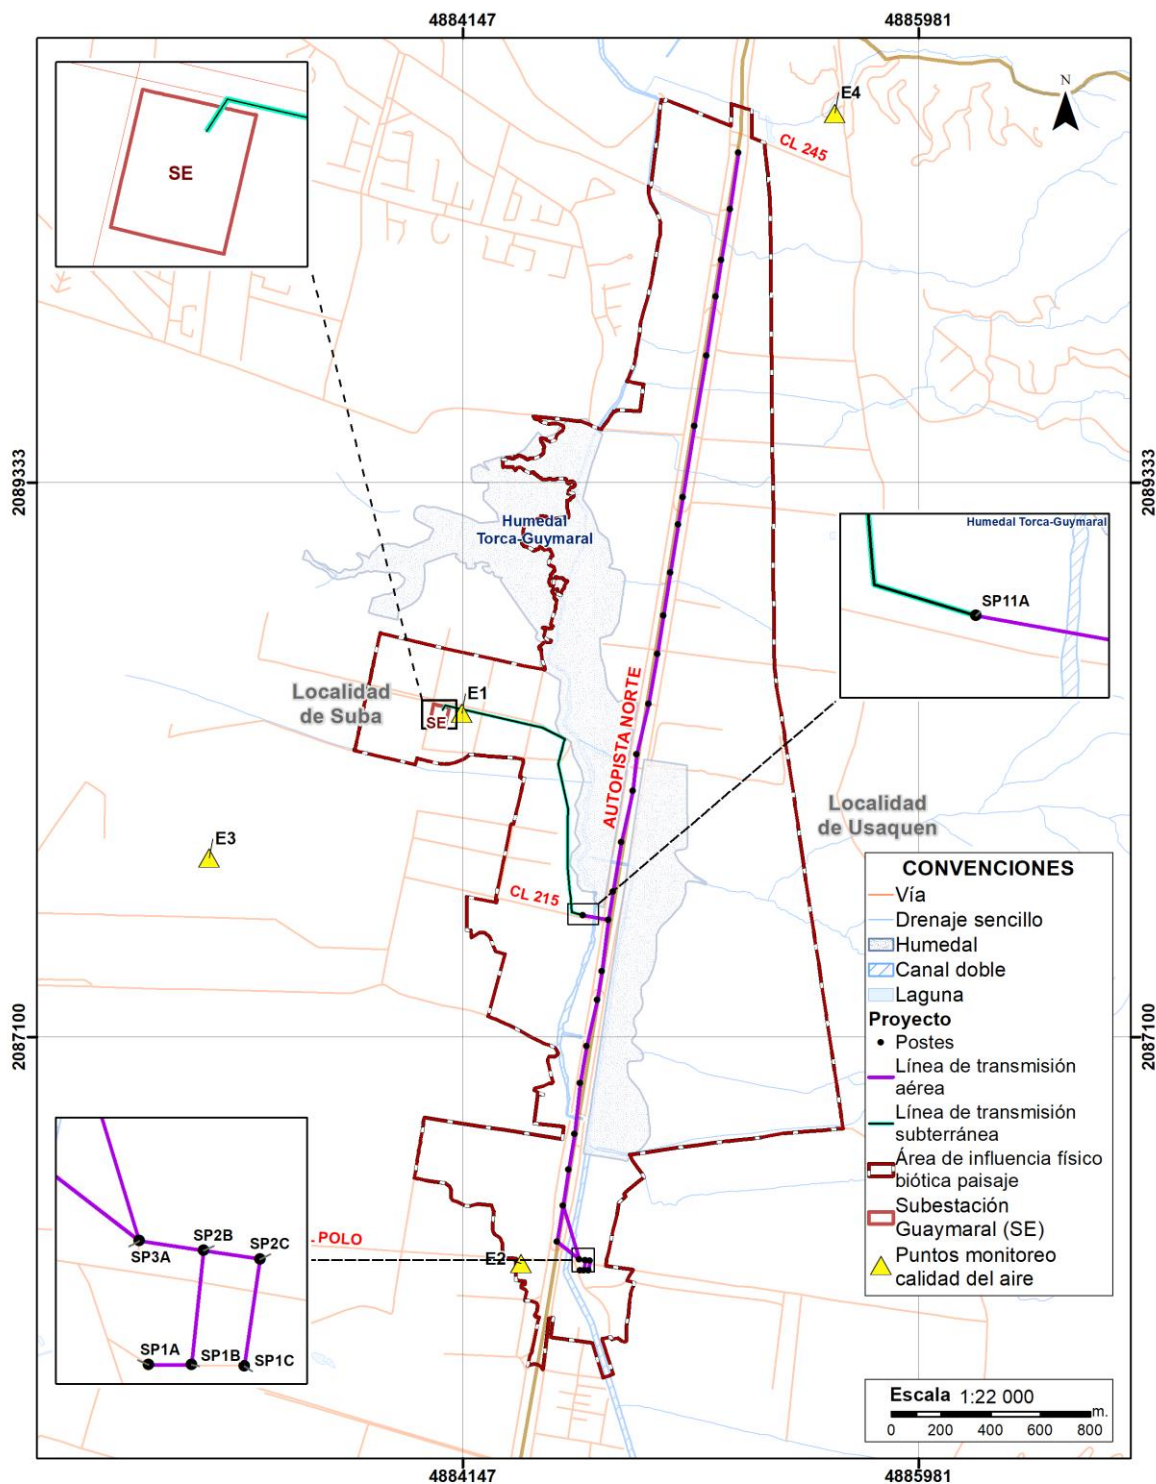 4884147
4885981
E4
N
CL 245
SE
2089333
2089333
Humedal
Torca-Guymaral
Humedal Torca-Guymaral
SP11A
AUTOPISTA NORTE
Localidad
de Suba
E1
SE
Localidad
de Usaquen
E3
CL 215
CONVENCIONES
Vía
Drenaje sencillo
Humedal
Canal doble
Laguna
Proyecto
Postes
Línea de transmisión
aérea
Línea de transmisión
subterránea
Área de influencia físico
biótica paisaje
Subestación
Guaymaral (SE)
Puntos monitoreo
calidad del aire
2087100
2087100
SP3A
SP2B
SP2C
SP1A
SP1B
SP1C
POLO
E2
Escala 1:22 000
m.
0 200 400 600 800
4884147
4885981